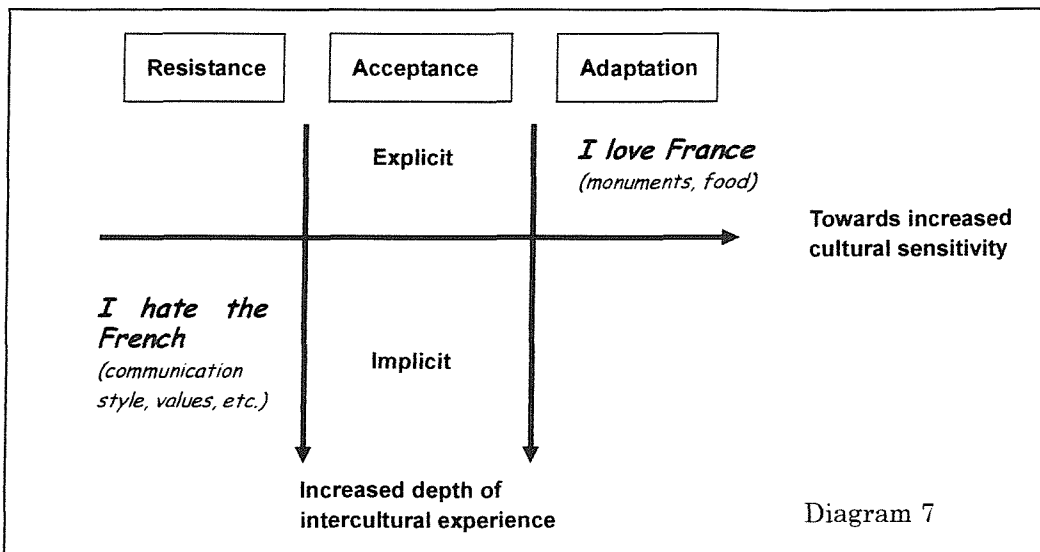 Resistance
Acceptance
Adaptation
Explicit
I love France
(monuments, food)
Towards increased
cultural sensitivity
I hate the
French
(communication
style, values, etc.)
Implicit
Increased depth of
intercultural experience
Diagram 7